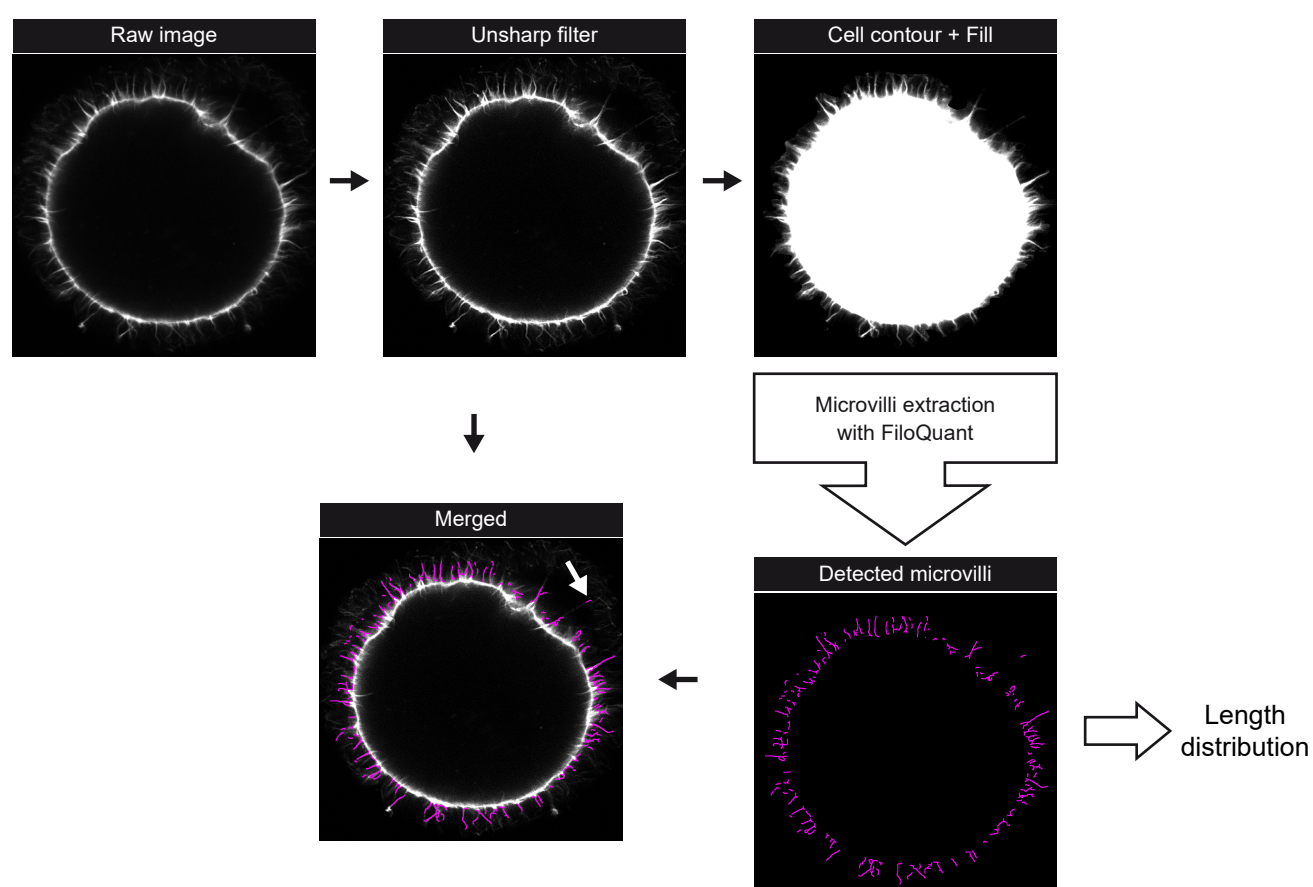 Raw image
Unsharp filter
Cell contour + Fill
Microvilli extraction
with FiloQuant
Merged
Detected microvilli
Length
distribution